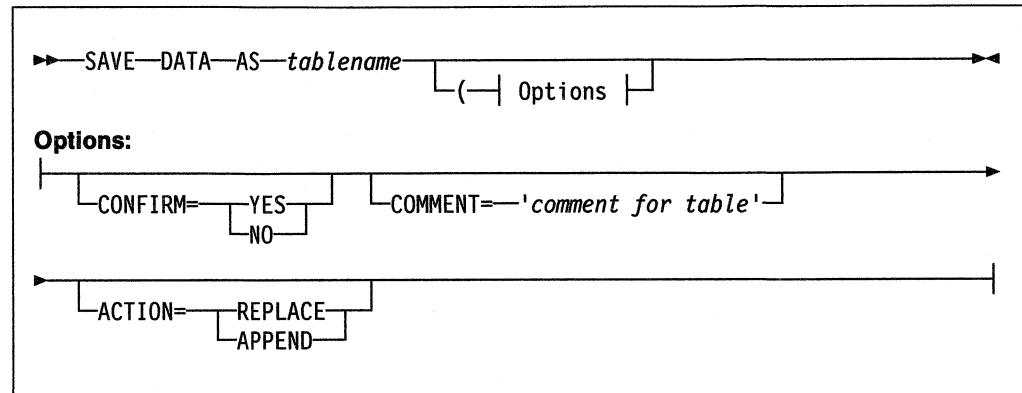 SAVE DATA AS tablename
( Options
Options:
CONFIRM= YES COMMENT= 'comment for table'
NO
ACTION= REPLACE
APPEND